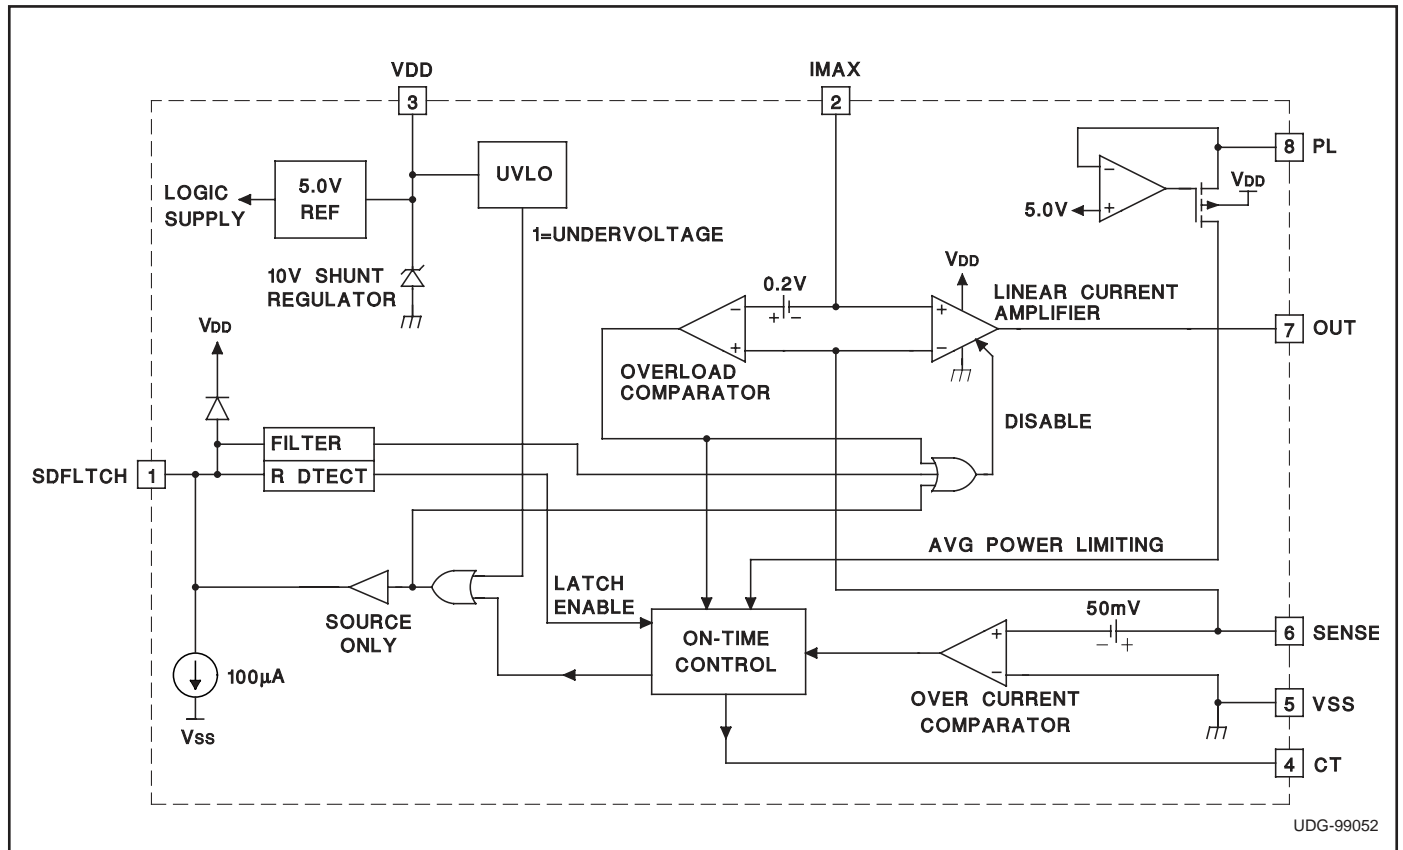 VDD
3
IMAX
2
8 PL
UVLO
5.0V
REF
LOGIC
SUPPLY
VDD
5.0V
-
+
1=UNDERVOLTAGE
10V SHUNT
REGULATOR
VDD
0.2V
+ -
LINEAR CURRENT
AMPLIFIER
VDD
-
+
+
-
7 OUT
OVERLOAD
COMPARATOR
DISABLE
FILTER
R DTECT
SDFLTCH 1
AVG POWER LIMITING
LATCH
ENABLE
SOURCE
ONLY
50mV
- +
ON-TIME
CONTROL
+
-
6 SENSE
100μA
OVER CURRENT
COMPARATOR
5 VSS
VSS
4 CT
UDG-99052